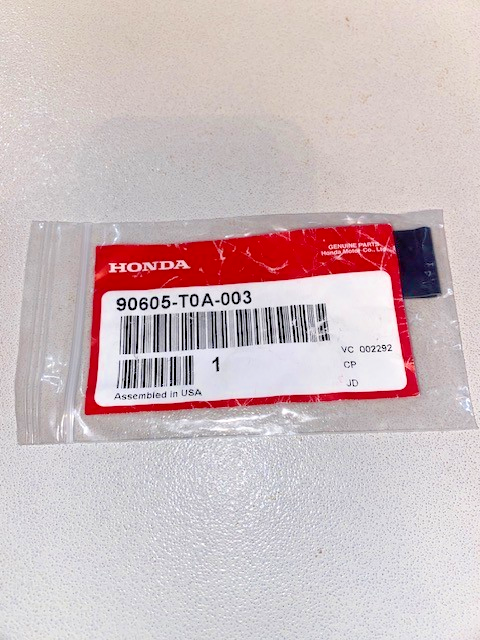 GENUINE PARTS
Honda Motor Co., Ltd.
HONDA
90605-T0A-003
1
VC 002292
CP
JD
Assembled in USA